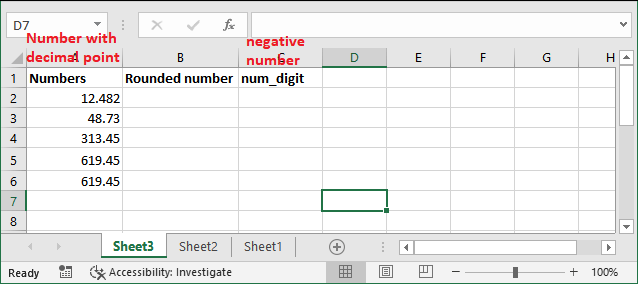 D7
fx
Number with
decimal point
negative
number
A B C D E F G H
1 Numbers Rounded number num_digit
2 12.482
3 48.73
4 313.45
5 619.45
6 619.45
7
8
Sheet3 Sheet2 Sheet1
Ready Accessibility: Investigate 100%